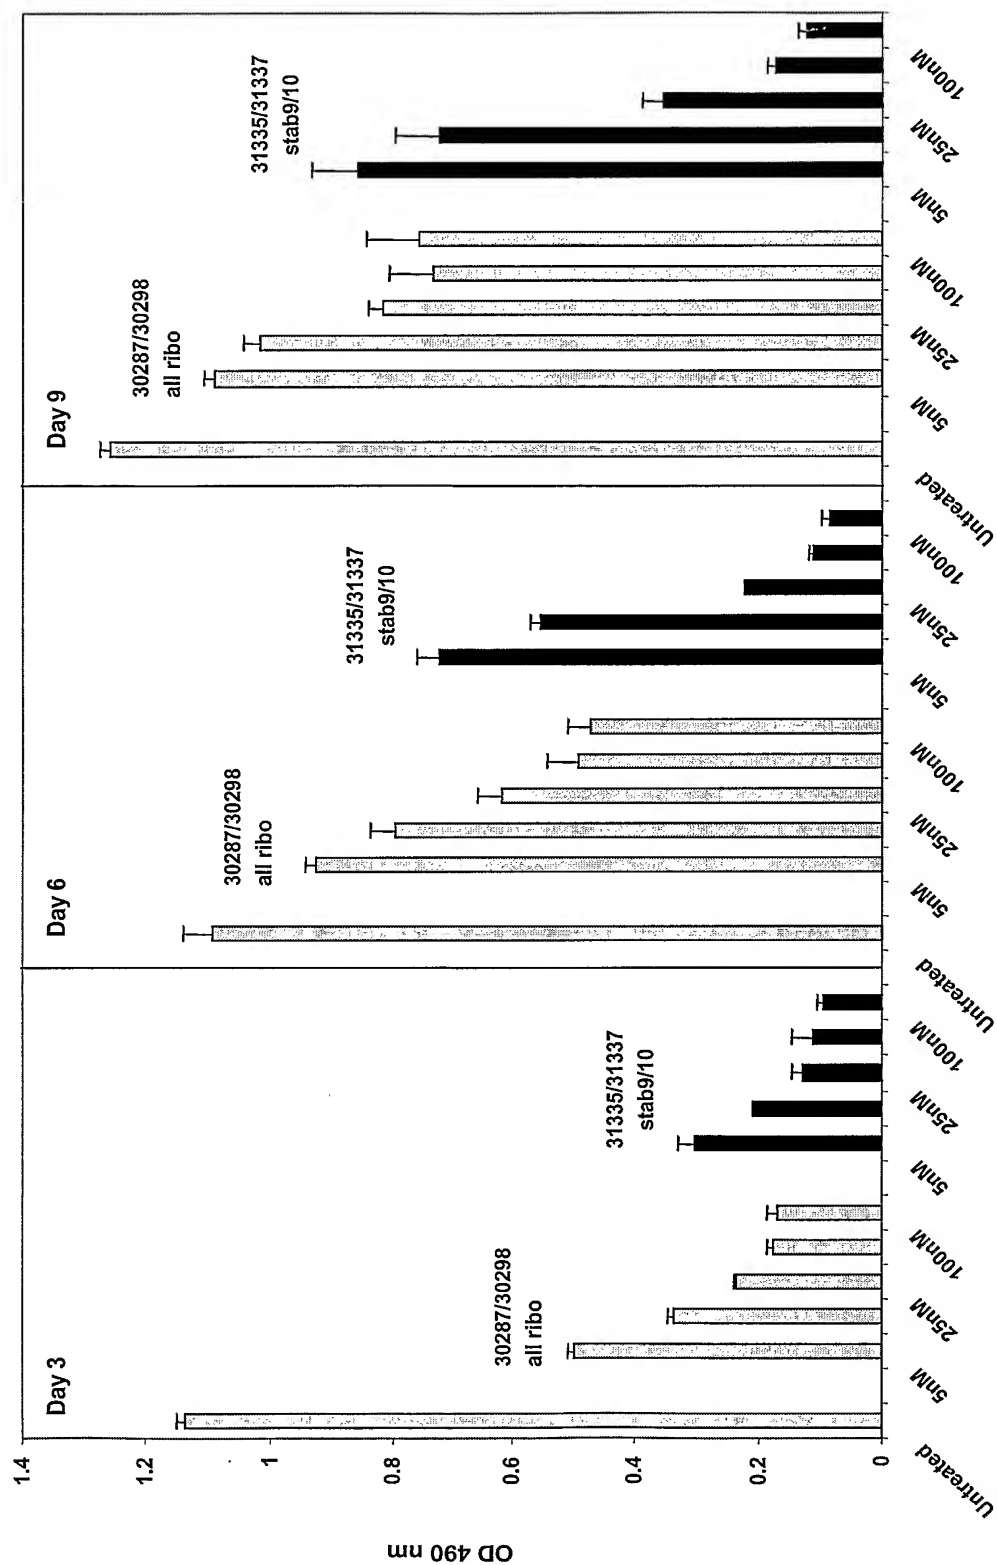 OD 490 nm
1.4
1.2
1
0.8
0.6
0.4
0.2
0
Day 3
30287/30298
all ribo
31335/31337
stab9/10
Untreated
5nM
25nM
100nM
5nM
25nM
100nM
Day 6
30287/30298
all ribo
31335/31337
stab9/10
Untreated
5nM
25nM
100nM
5nM
25nM
100nM
Day 9
30287/30298
all ribo
31335/31337
stab9/10
Untreated
5nM
25nM
100nM
5nM
25nM
100nM